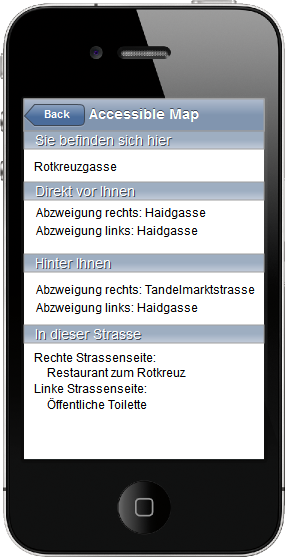 Back Accessible Map
Sie befinden sich hier
Rotkreuzgasse
Direkt vor Ihnen
Abzweigung rechts: Haidgasse
Abzweigung links: Haidgasse
Hinter Ihnen
Abzweigung rechts: Tandelmarktstrasse
Abzweigung links: Haidgasse
In dieser Strasse
Rechte Strassenseite:
Restaurant zum Rotkreuz
Linke Strassenseite:
Öffentliche Toilette